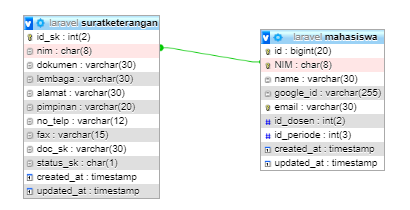 laravel suratketerangan
id_sk : int(2)
nim : char(8)
dokumen : varchar(30)
lembaga : varchar(30)
alamat : varchar(30)
pimpinan : varchar(20)
no_telp : varchar(12)
fax : varchar(15)
doc_sk : varchar(30)
status_sk : char(1)
created_at : timestamp
updated_at : timestamp
laravel mahasiswa
id : bigint(20)
NIM : char(8)
name : varchar(30)
google_id : varchar(255)
email : varchar(30)
id_dosen : int(2)
id_periode : int(3)
created_at : timestamp
updated_at : timestamp